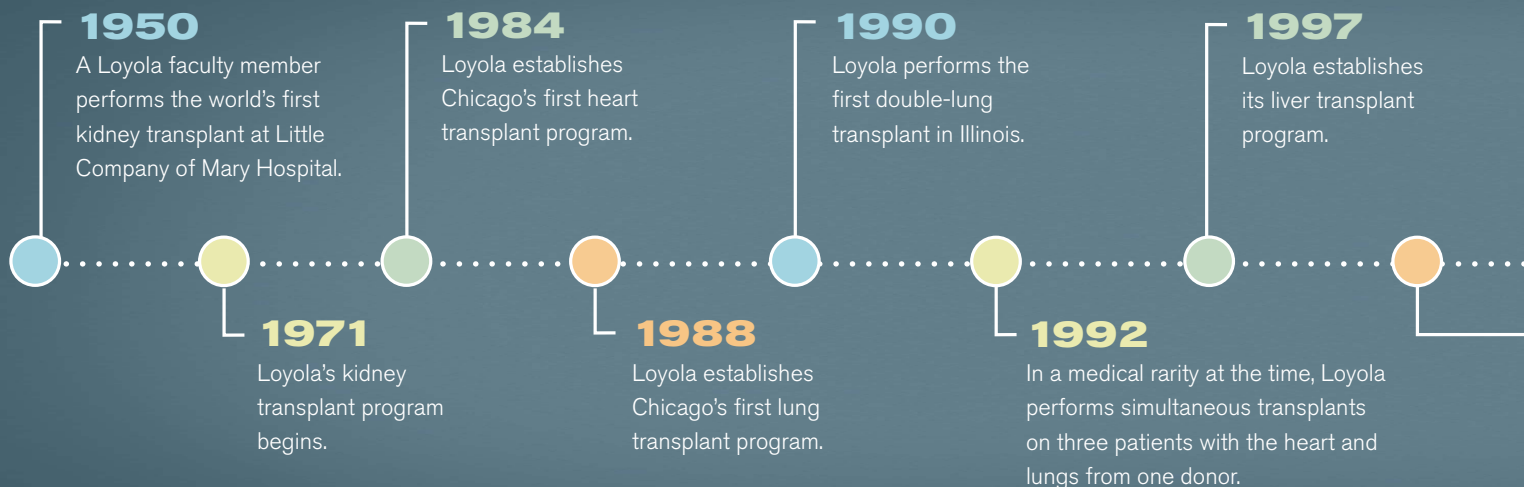 1950
A Loyola faculty member
performs the world’s first
kidney transplant at Little
Company of Mary Hospital.
1971
Loyola’s kidney
transplant program
begins.
1984
Loyola establishes
Chicago’s first heart
transplant program.
1988
Loyola establishes
Chicago’s first lung
transplant program.
1990
Loyola performs the
first double-lung
transplant in Illinois.
1992
In a medical rarity at the time, Loyola
performs simultaneous transplants
on three patients with the heart and
lungs from one donor.
1997
Loyola establishes
its liver transplant
program.